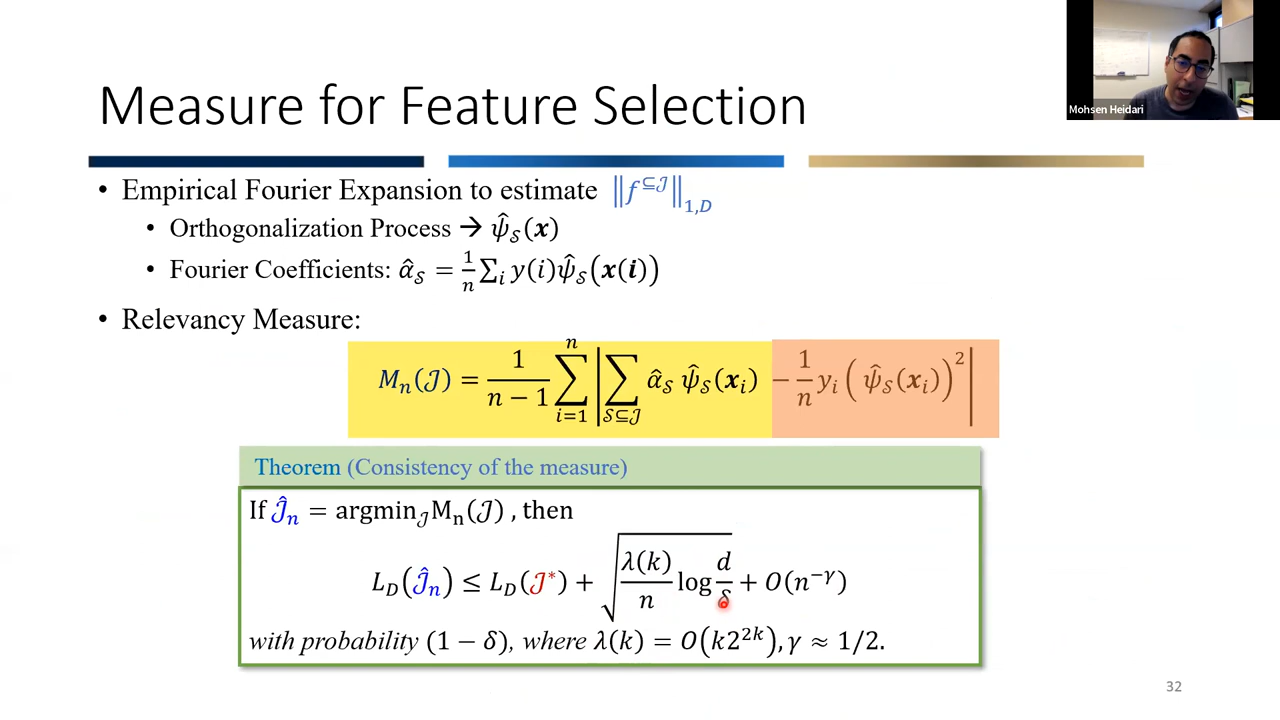 Mohsen Heidari
Measure for Feature Selection
• Empirical Fourier Expansion to estimate ‖f^{⊆𝒥}‖_{1,D}
• Orthogonalization Process → ψ̂_𝒮(𝒙)
• Fourier Coefficients: α̂_𝒮 = 1/n ∑_i y(i)ψ̂_𝒮(𝒙(𝒊))
• Relevancy Measure:
M_n(𝒥) = 1/(n − 1) ∑_{i=1}^{n} | ∑_{𝒮⊆𝒥} α̂_𝒮 ψ̂_𝒮(𝒙_i) − 1/n y_i (ψ̂_𝒮(𝒙_i))^2 |
Theorem (Consistency of the measure)
If 𝒥̂_n = argmin_𝒥 M_n(𝒥) , then
L_D(𝒥̂_n) ≤ L_D(𝒥*) + √(λ(k)/n log d/δ) + O(n^{−γ})
with probability (1 − δ), where λ(k) = O(k2^{2k}), γ ≈ 1/2.
32